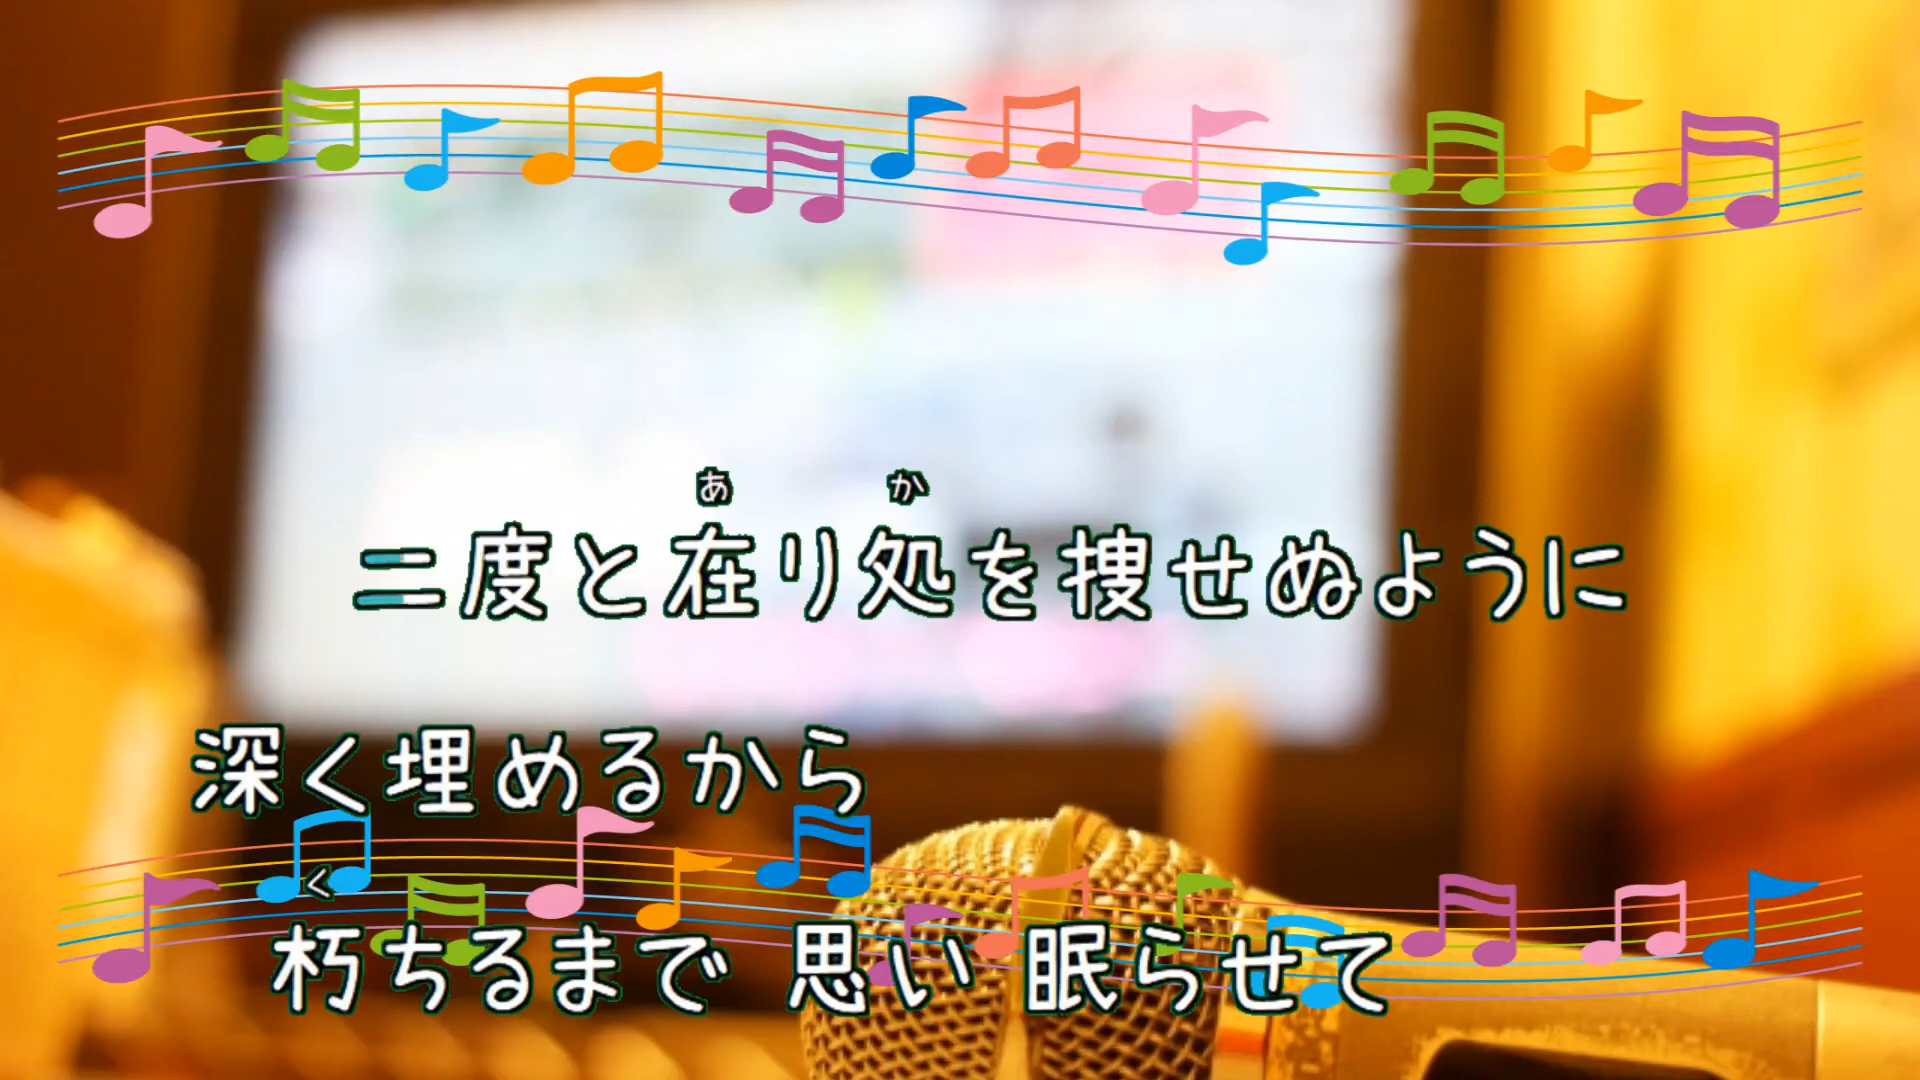 あ か
二度と在り処を捜せぬように
深く埋めるから
く
朽ちるまで 思い 眠らせて